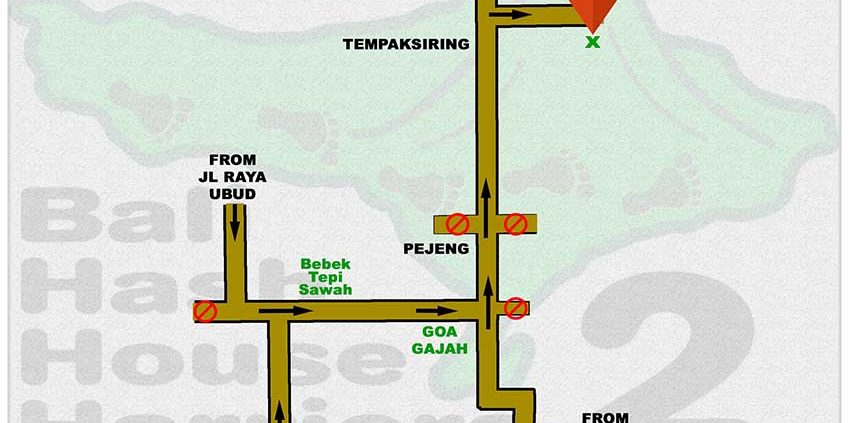 TEMPAKSIRING
X
FROM
JL RAYA
UBUD
PEJENG
Bebek
Tepi
Sawah
GOA
GAJAH
FROM
Bali
Hash
House
Harriers
2